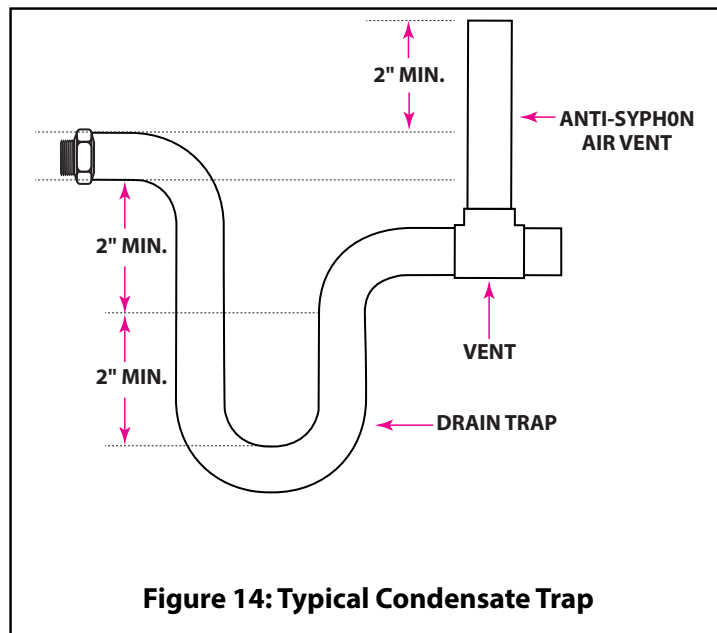 2" MIN.
ANTI-SYPH0N
AIR VENT
2" MIN.
2" MIN.
VENT
DRAIN TRAP
Figure 14: Typical Condensate Trap